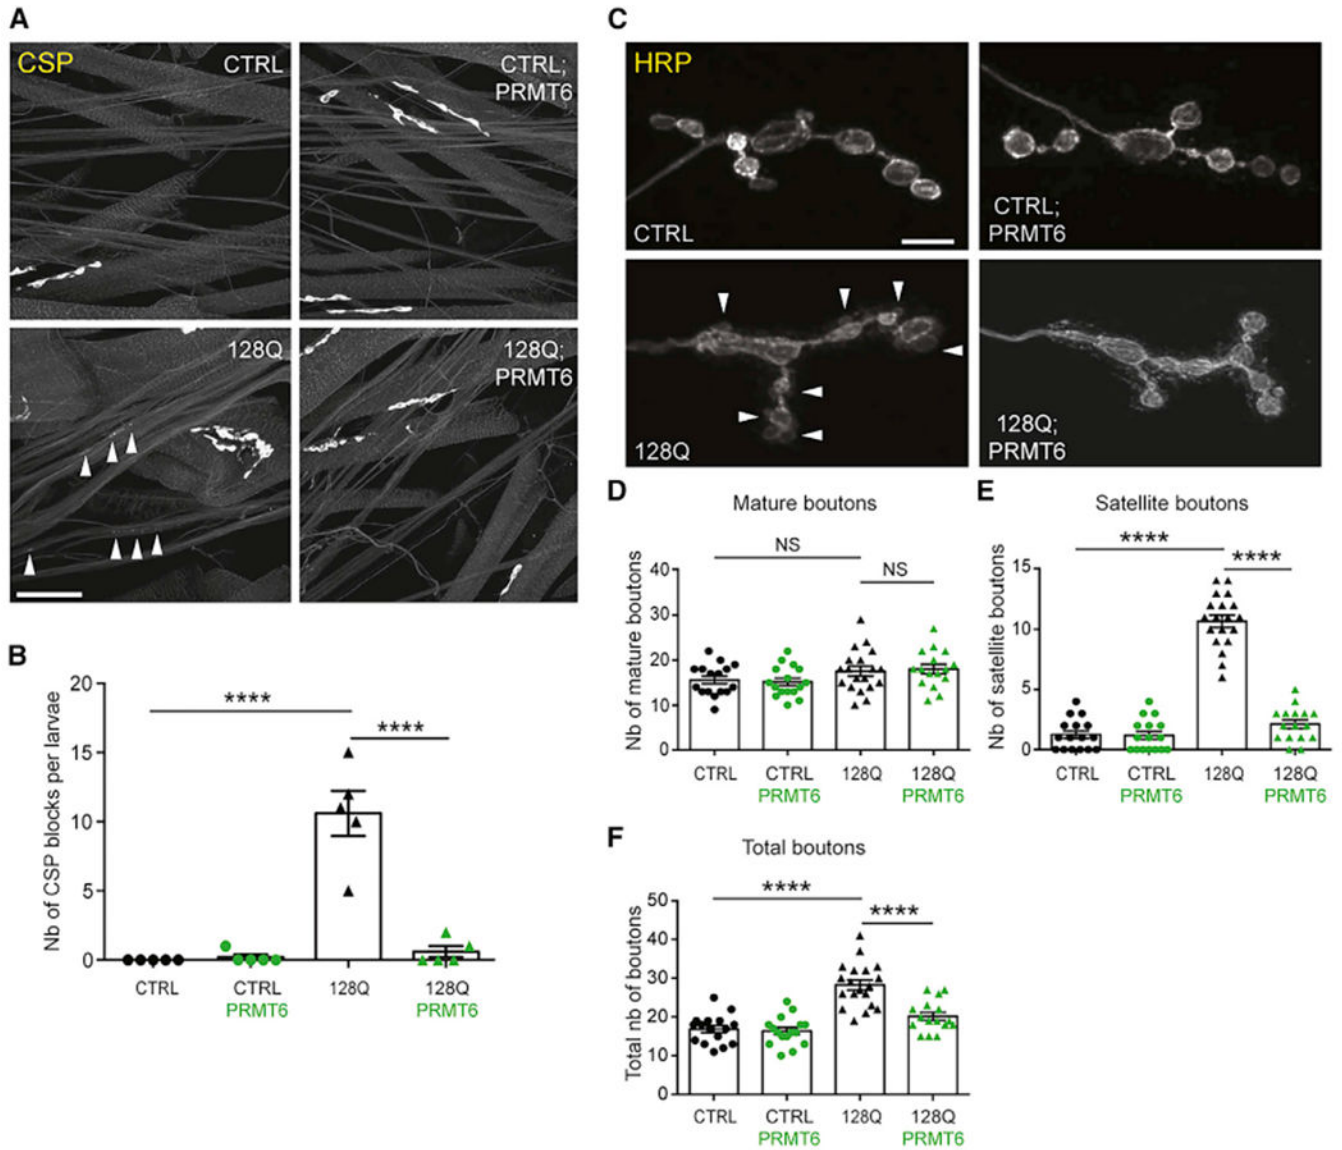 A
CSP
CTRL
CTRL;
PRMT6
128Q
128Q;
PRMT6
B
Nb of CSP blocks per larvae
20
15
10
5
0
****
****
CTRL
CTRL
PRMT6
128Q
128Q
PRMT6
C
HRP
CTRL
CTRL;
PRMT6
128Q
128Q;
PRMT6
D
Mature boutons
Nb of mature boutons
40
30
20
10
0
NS
NS
CTRL
CTRL
PRMT6
128Q
128Q
PRMT6
E
Satellite boutons
Nb of satellite boutons
15
10
5
0
****
****
CTRL
CTRL
PRMT6
128Q
128Q
PRMT6
F
Total boutons
Total nb of boutons
50
40
30
20
10
0
****
****
CTRL
CTRL
PRMT6
128Q
128Q
PRMT6